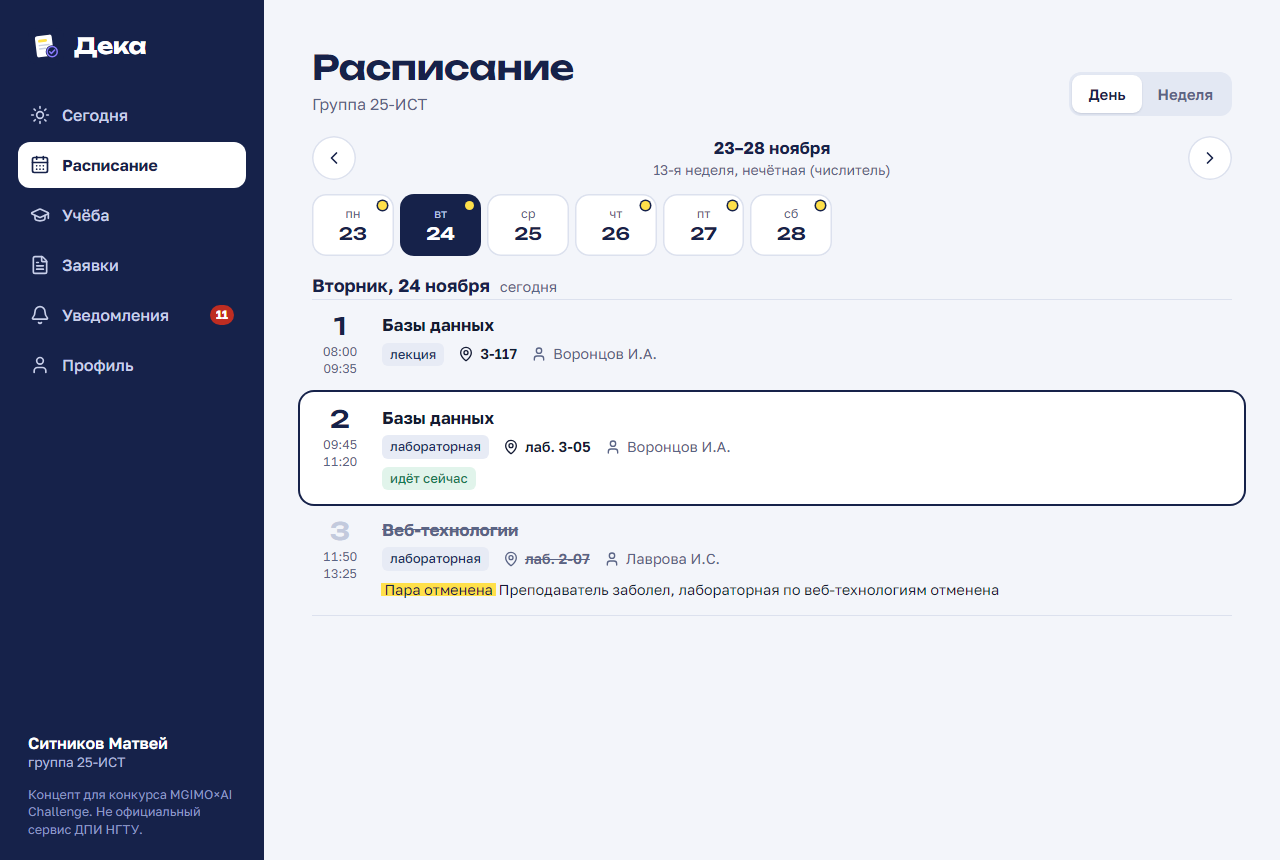 Дека
Сегодня
Расписание
Учёба
Заявки
Уведомления 11
Профиль
Ситников Матвей
группа 25-ИСТ
Концепт для конкурса MGIMO×AI
Challenge. Не официальный
сервис ДПИ НГТУ.
Расписание
Группа 25-ИСТ
День Неделя
23–28 ноября
13-я неделя, нечётная (числитель)
пн вт ср чт пт сб
23 24 25 26 27 28
Вторник, 24 ноября сегодня
1 Базы данных
08:00 лекция 3-117 Воронцов И.А.
09:35
2 Базы данных
09:45 лабораторная лаб. 3-05 Воронцов И.А.
11:20
идёт сейчас
3 Веб-технологии
11:50 лабораторная лаб. 2-07 Лаврова И.С.
13:25
Пара отменена Преподаватель заболел, лабораторная по веб-технологиям отменена